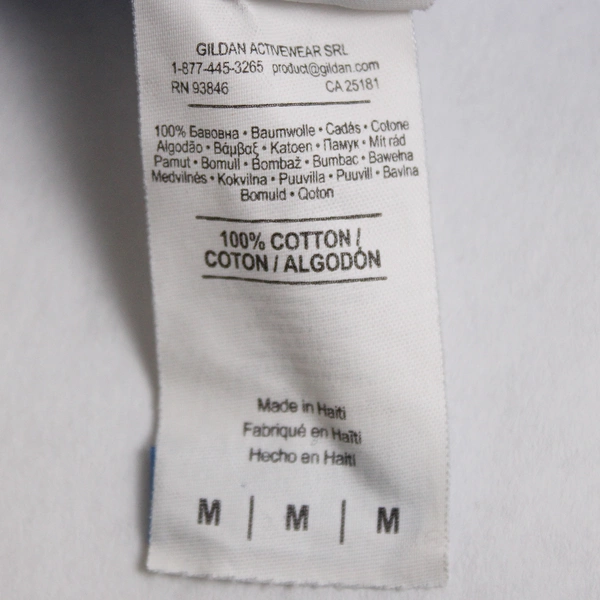 GILDAN ACTIVEWEAR SRL
1-877-445-3265 product@gildan.com
RN 93846 CA 25181
100% Бавовна • Baumwolle • Cadás • Cotone
Algodão • Βάμβαξ • Katoen • Памук • Mit rád
Pamut • Bomull • Bombaž • Bumbac • Bawełna
Medvilnės • Kokvilna • Puuvilla • Puuvill • Bavlna
Bomuld • Qoton
100% COTTON /
COTON / ALGODÓN
Made in Haiti
Fabriqué en Haïti
Hecho en Haití
M | M | M